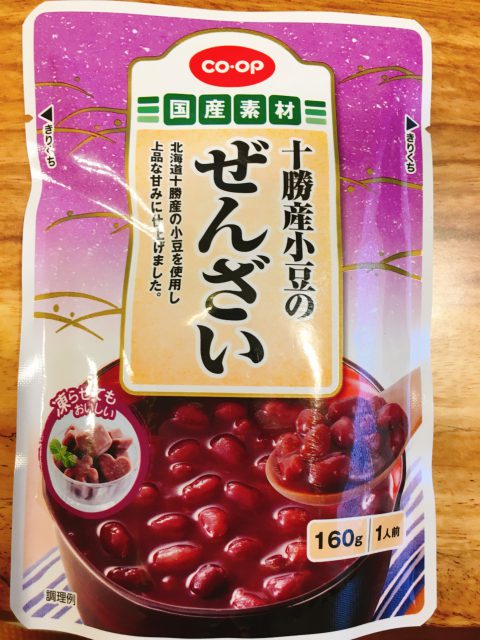 CO・OP
国産素材
きりくち
きりくち
十勝産小豆の
ぜんざい
北海道十勝産の小豆を使用し
上品な甘みに仕上げました。
凍らせても
おいしい
160g 1人前
調理例